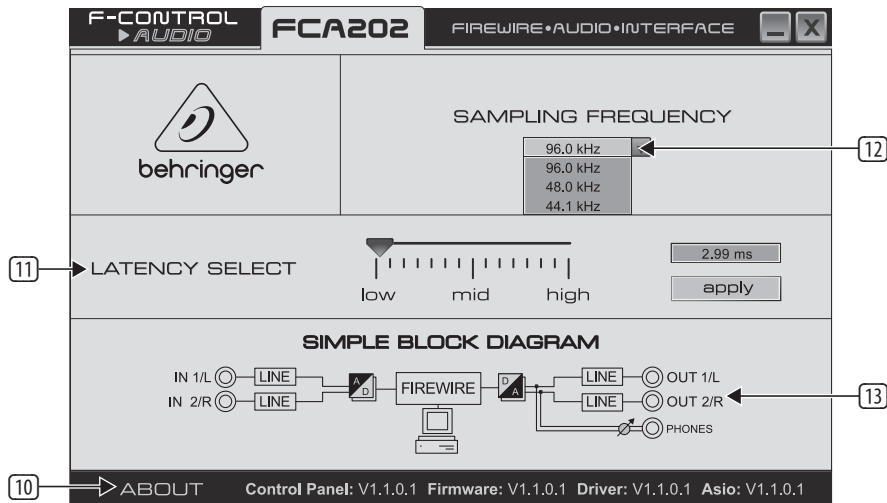 F-CONTROL
AUDIO
FCA202
FIREWIRE•AUDIO•INTERFACE
X
behringer
SAMPLING FREQUENCY
96.0 kHz
96.0 kHz
48.0 kHz
44.1 kHz
12
11
LATENCY SELECT
low mid high
2.99 ms
apply
SIMPLE BLOCK DIAGRAM
IN 1/L LINE
IN 2/R LINE
A D
FIREWIRE
D A
LINE OUT 1/L
LINE OUT 2/R
PHONES
13
10
ABOUT
Control Panel: V1.1.0.1 Firmware: V1.1.0.1 Driver: V1.1.0.1 Asio: V1.1.0.1